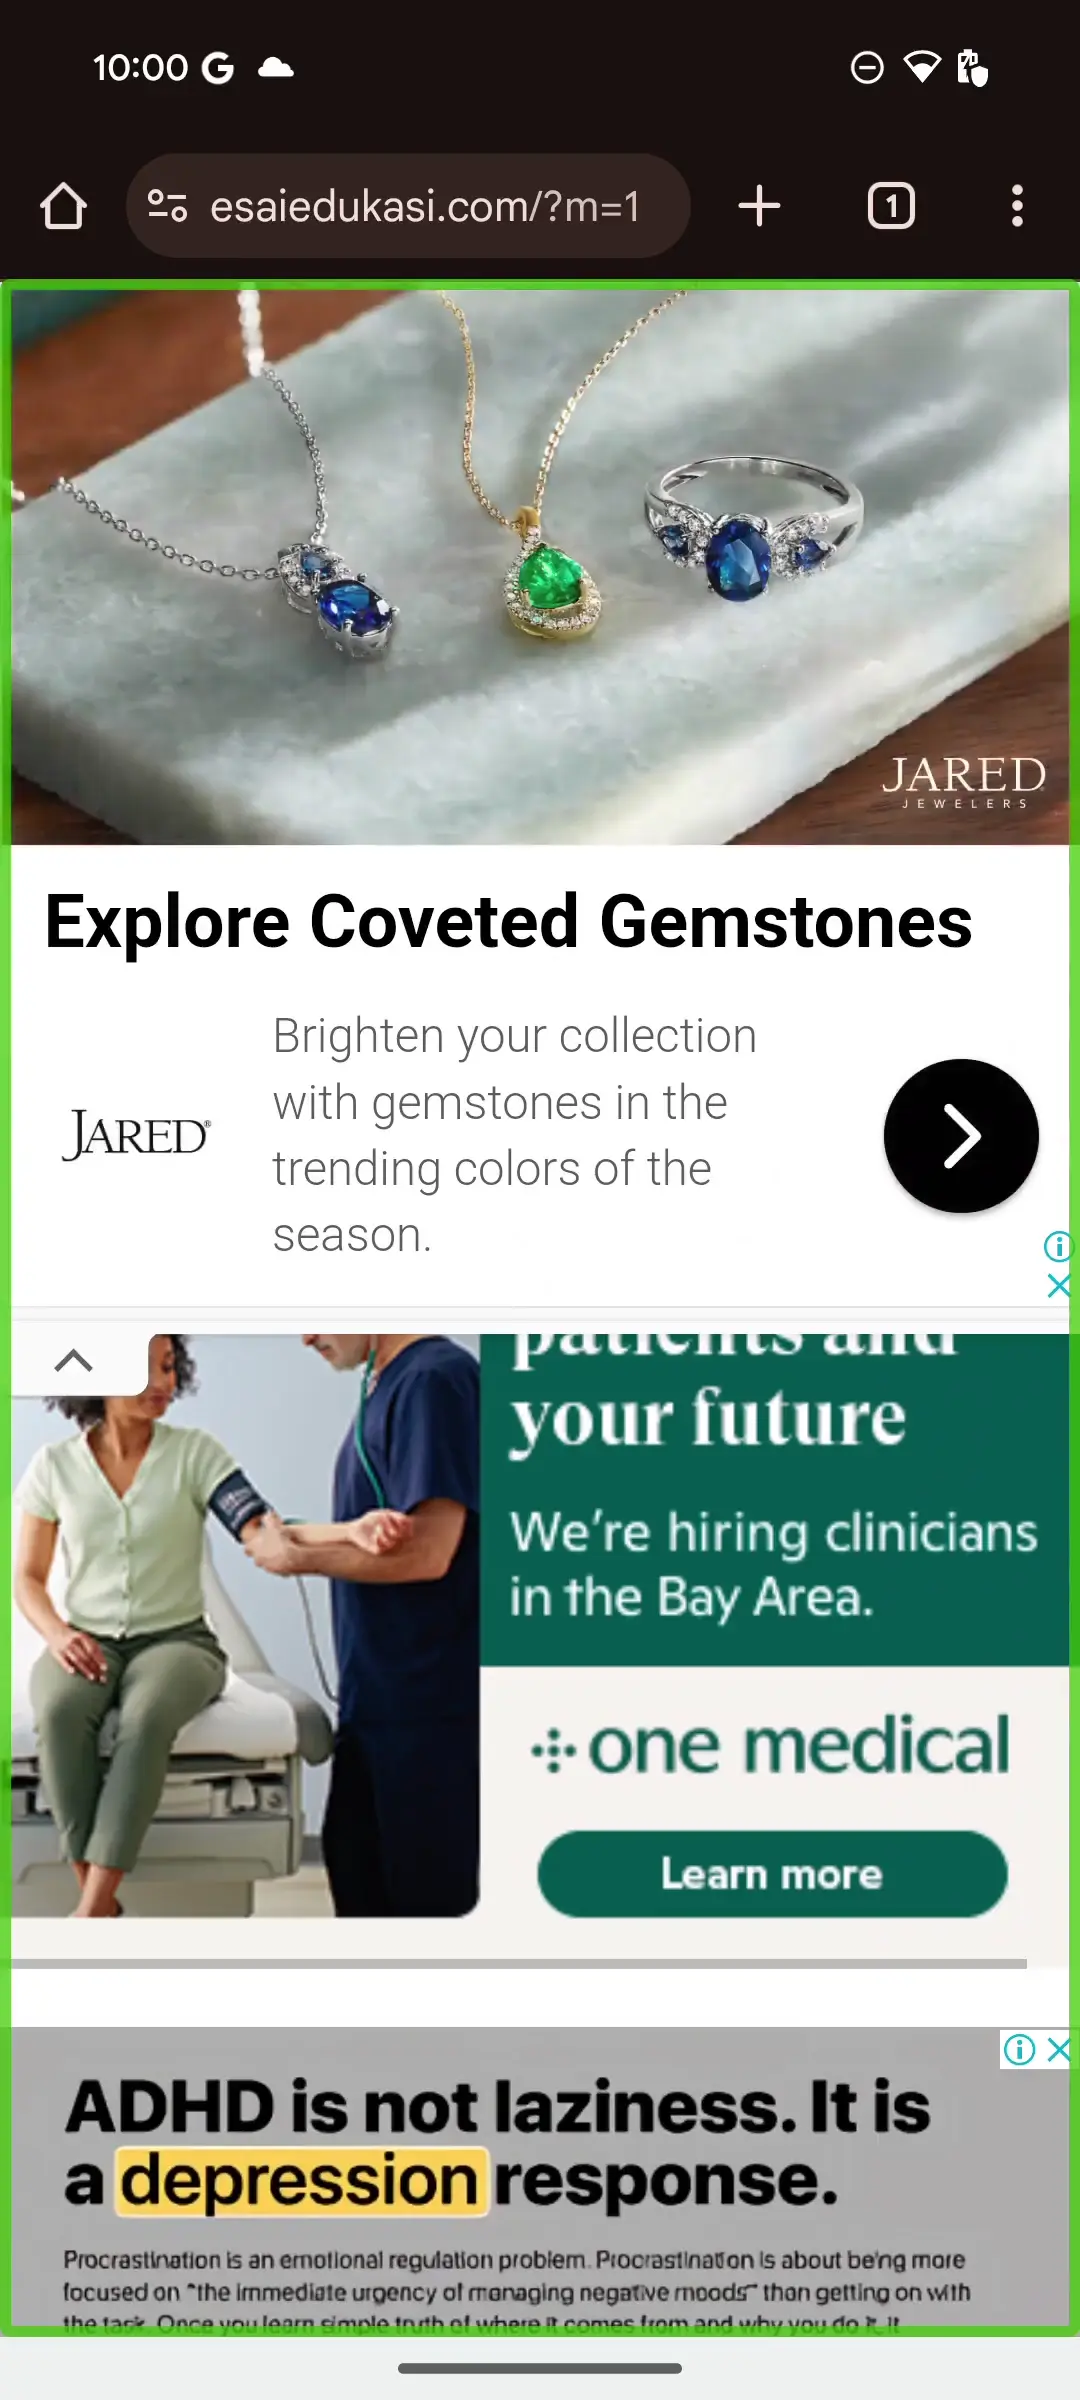 10:00
esaiedukasi.com/?m=1
1
JARED
JEWELERS
Explore Coveted Gemstones
Brighten your collection
with gemstones in the
trending colors of the
season.
JARED®
patients and
your future
We're hiring clinicians
in the Bay Area.
one medical
Learn more
ADHD is not laziness. It is
a depression response.
Procrastination is an emotional regulation problem. Procrastination is about being more
focused on "the immediate urgency of managing negative moods" than getting on with
the task. Once you learn simple truth of where it comes from and why you do it, it